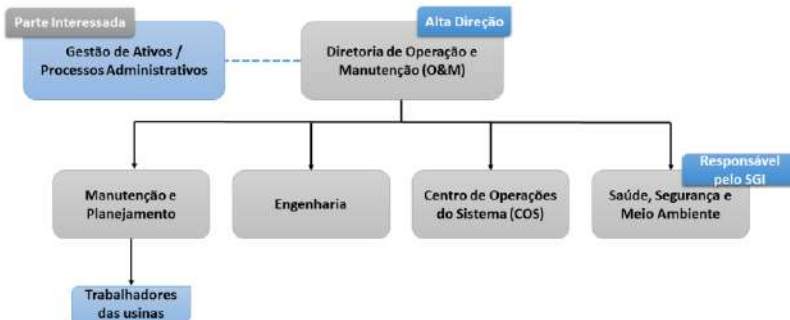 Parte Interessada
Alta Direção
Gestão de Ativos /
Processos Administrativos
Diretoria de Operação e
Manutenção (O&M)
Responsável
pelo SGI
Manutenção e
Planejamento
Engenharia
Centro de Operações
do Sistema (COS)
Saúde, Segurança e
Meio Ambiente
Trabalhadores
das usinas